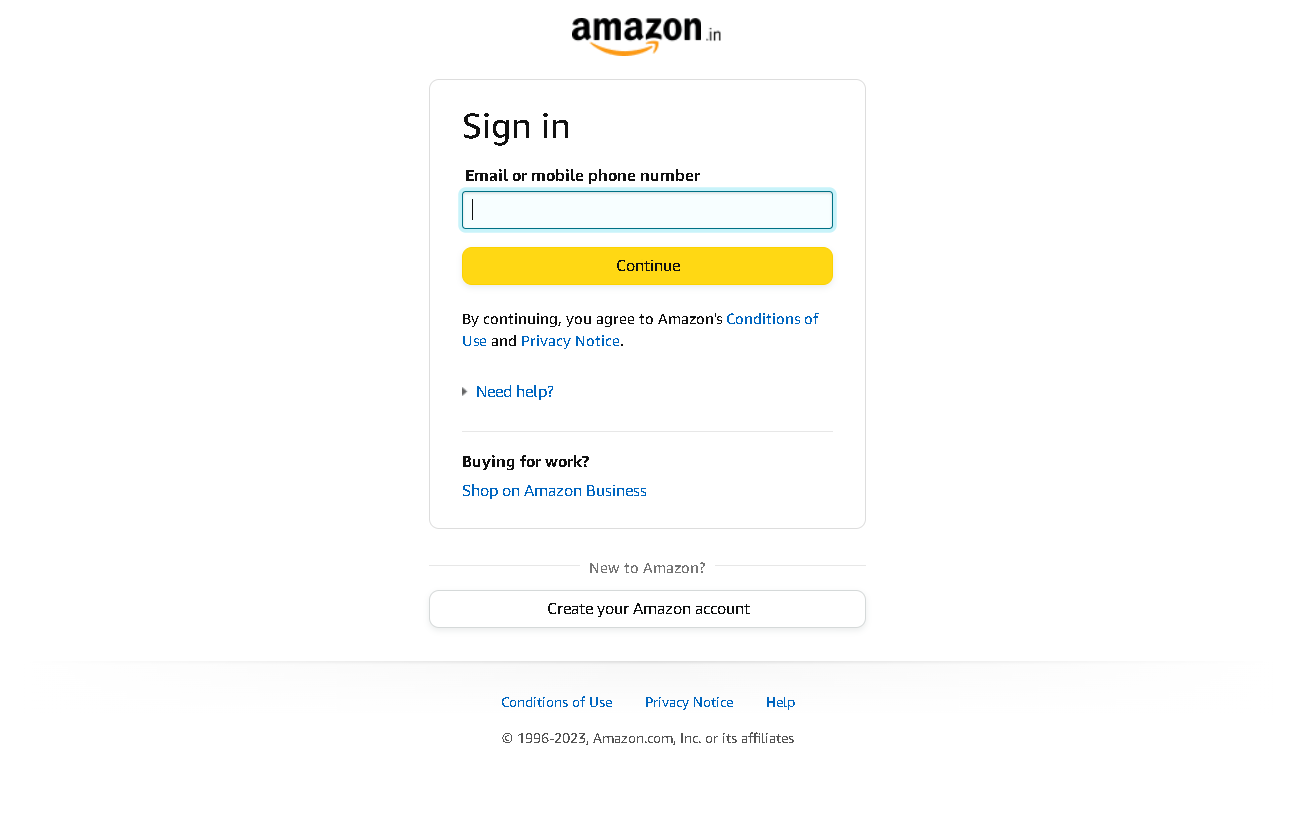 amazon.in
Sign in
Email or mobile phone number
Continue
By continuing, you agree to Amazon's Conditions of
Use and Privacy Notice.
Need help?
Buying for work?
Shop on Amazon Business
New to Amazon?
Create your Amazon account
Conditions of Use Privacy Notice Help
© 1996-2023, Amazon.com, Inc. or its affiliates